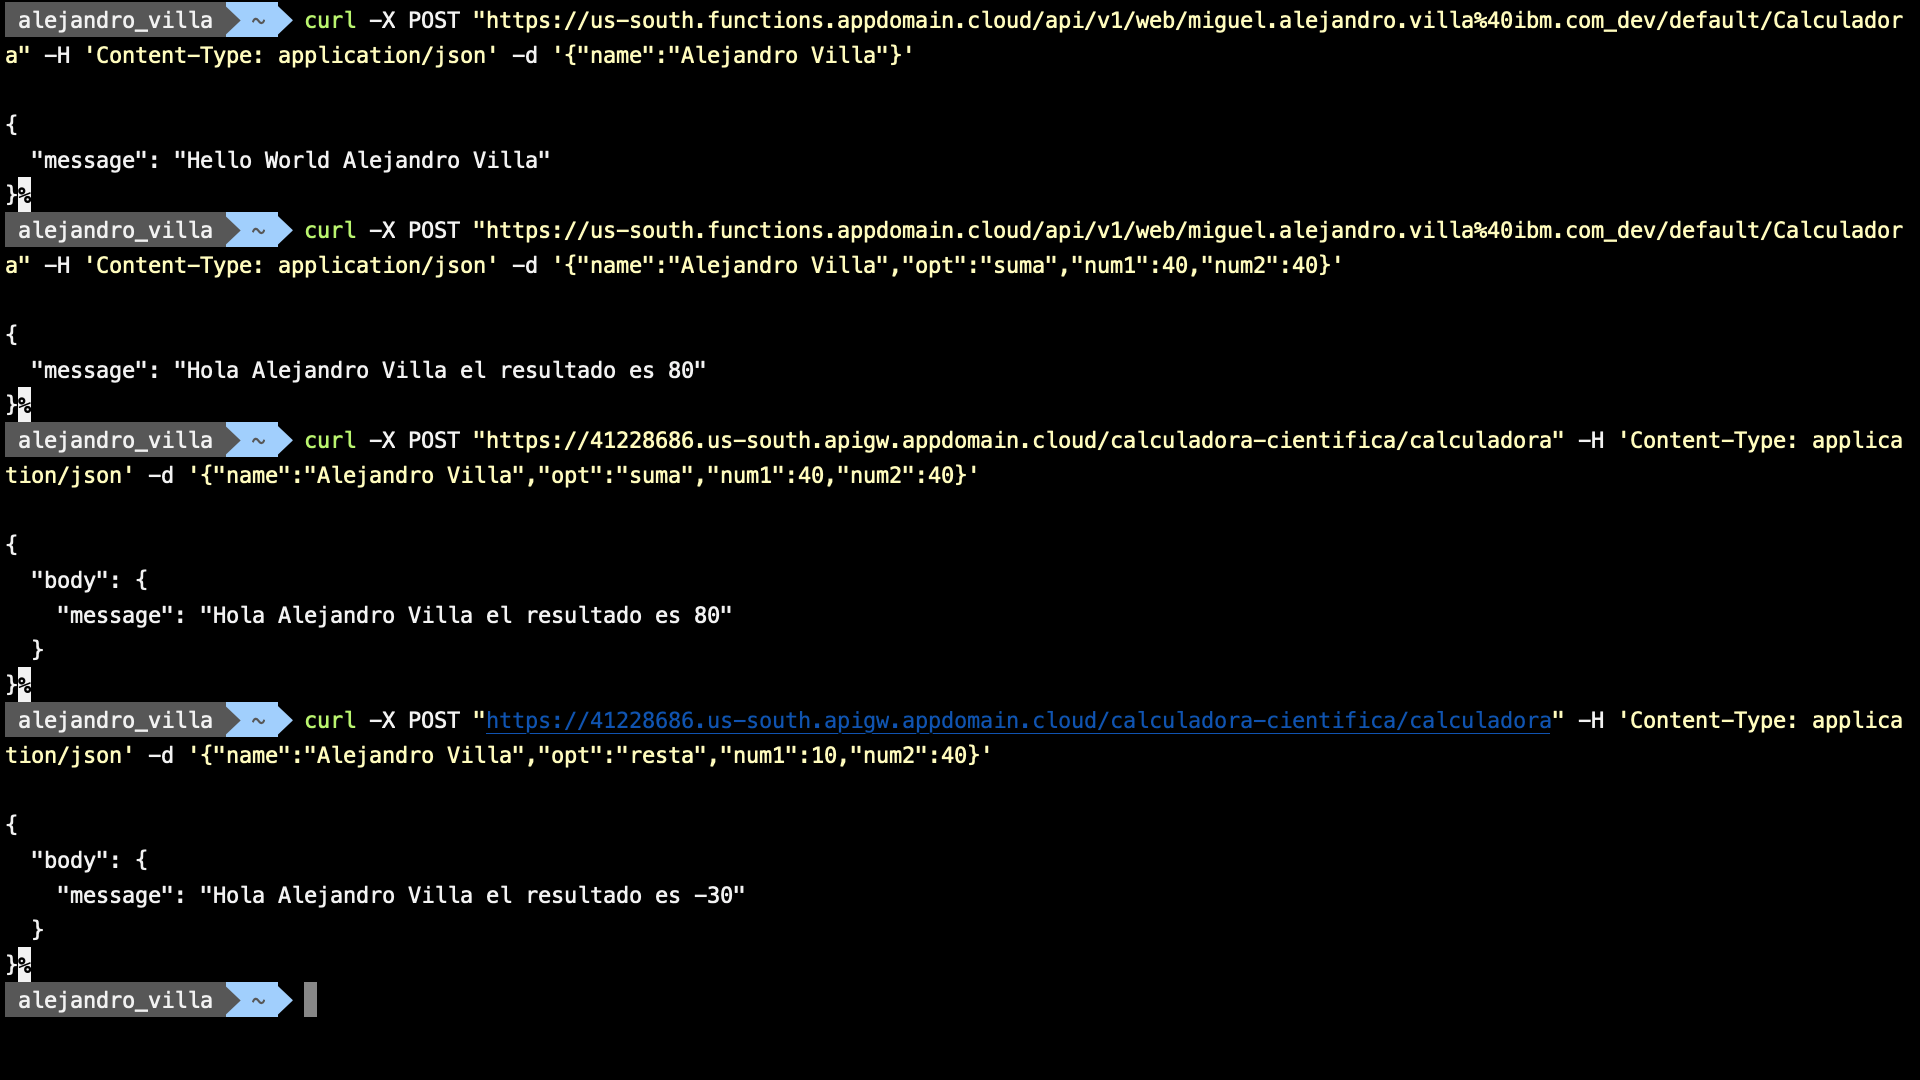 alejandro_villa ~ curl -X POST "https://us-south.functions.appdomain.cloud/api/v1/web/miguel.alejandro.villa%40ibm.com_dev/default/Calculador
a" -H 'Content-Type: application/json' -d '{"name":"Alejandro Villa"}'
{
  "message": "Hello World Alejandro Villa"
}%
alejandro_villa ~ curl -X POST "https://us-south.functions.appdomain.cloud/api/v1/web/miguel.alejandro.villa%40ibm.com_dev/default/Calculador
a" -H 'Content-Type: application/json' -d '{"name":"Alejandro Villa","opt":"suma","num1":40,"num2":40}'
{
  "message": "Hola Alejandro Villa el resultado es 80"
}%
alejandro_villa ~ curl -X POST "https://41228686.us-south.apigw.appdomain.cloud/calculadora-cientifica/calculadora" -H 'Content-Type: applica
tion/json' -d '{"name":"Alejandro Villa","opt":"suma","num1":40,"num2":40}'
{
  "body": {
    "message": "Hola Alejandro Villa el resultado es 80"
  }
}%
alejandro_villa ~ curl -X POST "https://41228686.us-south.apigw.appdomain.cloud/calculadora-cientifica/calculadora" -H 'Content-Type: applica
tion/json' -d '{"name":"Alejandro Villa","opt":"resta","num1":10,"num2":40}'
{
  "body": {
    "message": "Hola Alejandro Villa el resultado es -30"
  }
}%
alejandro_villa ~